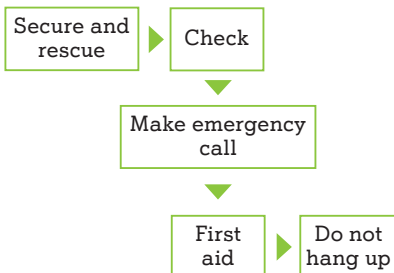 Secure and
rescue
Check
Make emergency
call
First
aid
Do not
hang up